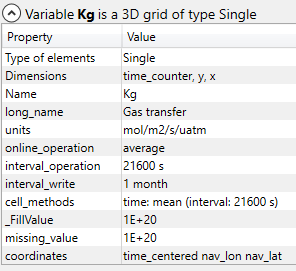 Variable Kg is a 3D grid of type Single
Property Value
Type of elements Single
Dimensions time_counter, y, x
Name Kg
long_name Gas transfer
units mol/m2/s/uatm
online_operation average
interval_operation 21600 s
interval_write 1 month
cell_methods time: mean (interval: 21600 s)
_FillValue 1E+20
missing_value 1E+20
coordinates time_centered nav_lon nav_lat